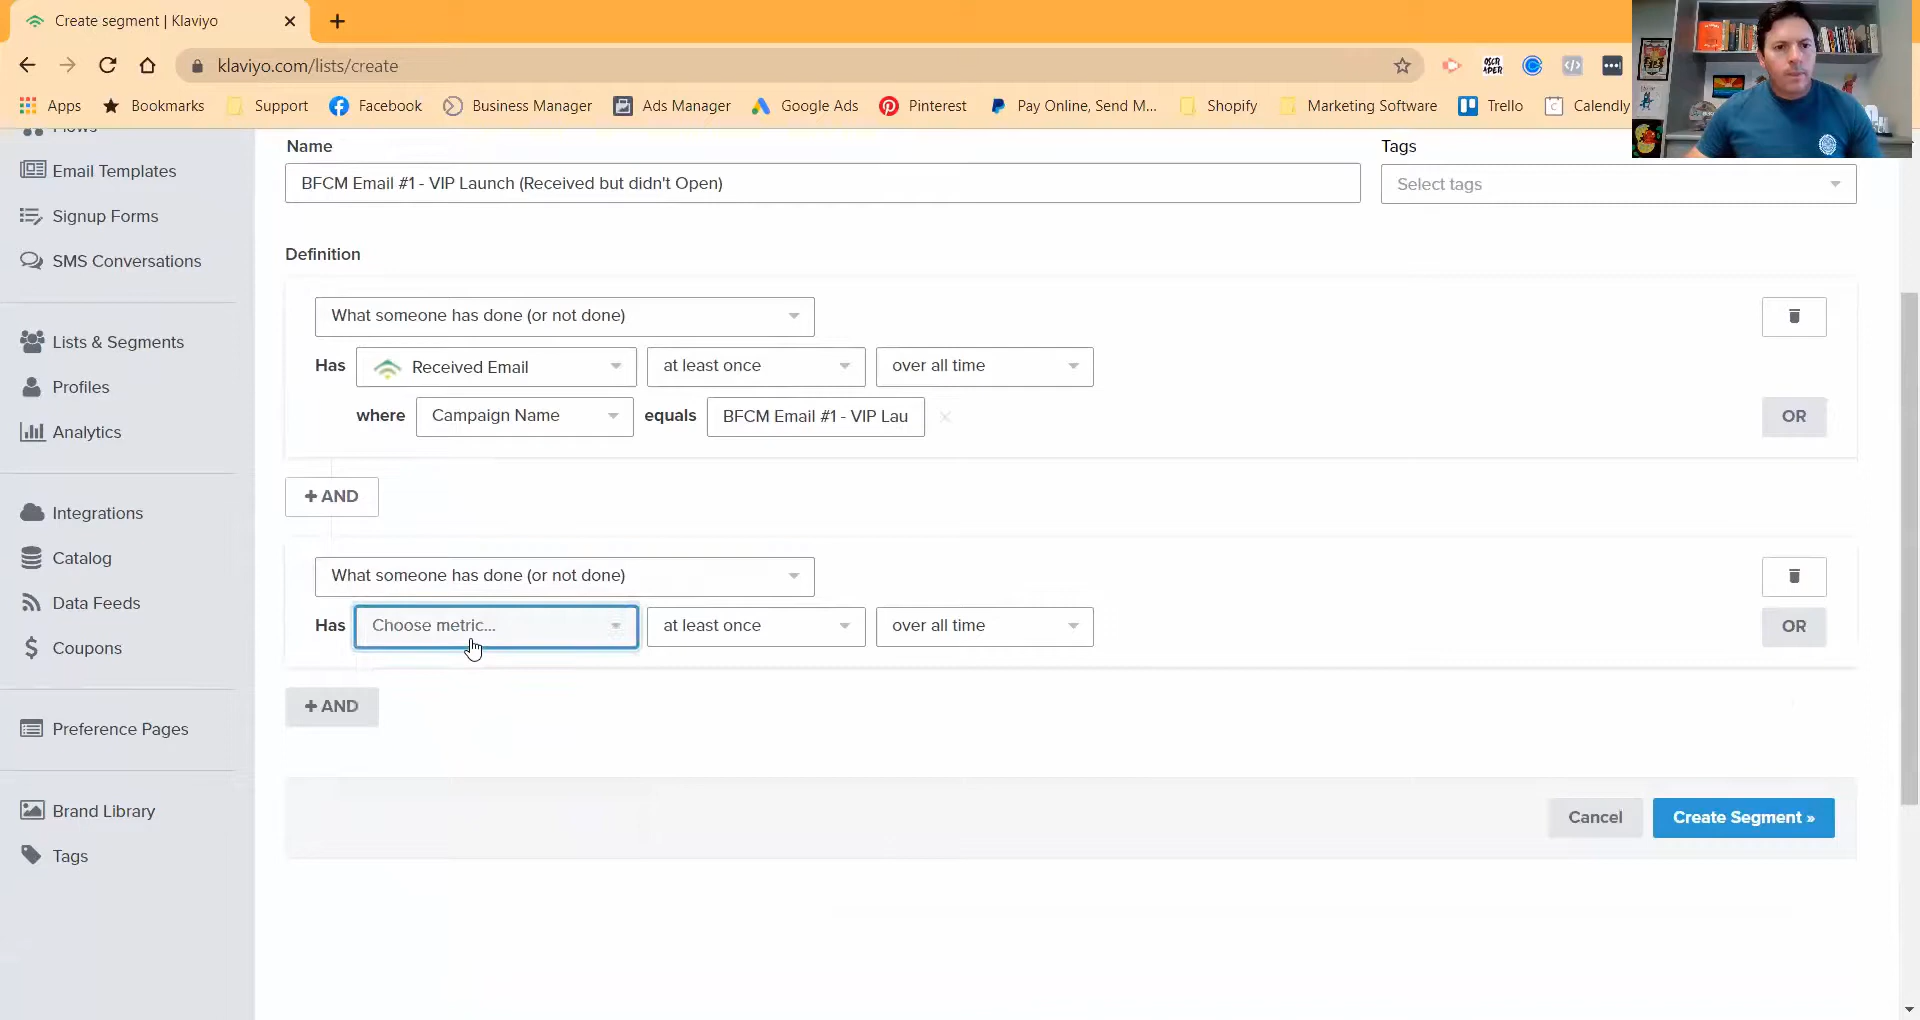 Create segment | Klaviyo
klaviyo.com/lists/create
Apps Bookmarks Support Facebook Business Manager Ads Manager Google Ads Pinterest Pay Online, Send M... Shopify Marketing Software Trello Calendly
Flows
Email Templates
Signup Forms
SMS Conversations
Lists & Segments
Profiles
Analytics
Integrations
Catalog
Data Feeds
Coupons
Preference Pages
Brand Library
Tags
Name
BFCM Email #1 - VIP Launch (Received but didn't Open)
Tags
Select tags
Definition
What someone has done (or not done)
Has Received Email at least once over all time
where Campaign Name equals BFCM Email #1 - VIP Lau OR
+ AND
What someone has done (or not done)
Has Choose metric... at least once over all time OR
+ AND
Cancel Create Segment »